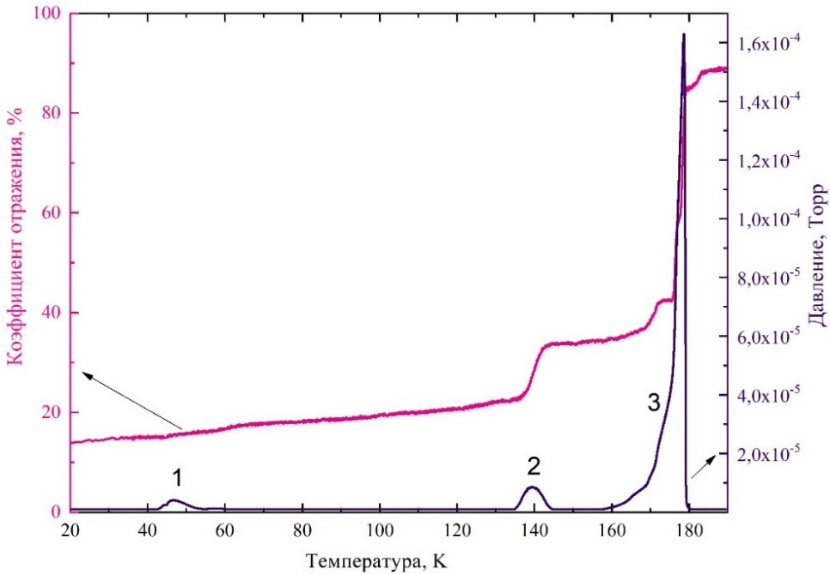 Коэффициент отражения, %
100
80
60
40
20
0
1,6x10⁻⁴
1,4x10⁻⁴
1,2x10⁻⁴
1,0x10⁻⁴
8,0x10⁻⁵
6,0x10⁻⁵
4,0x10⁻⁵
2,0x10⁻⁵
Давление, Торр
1
2
3
20 40 60 80 100 120 140 160 180
Температура, К